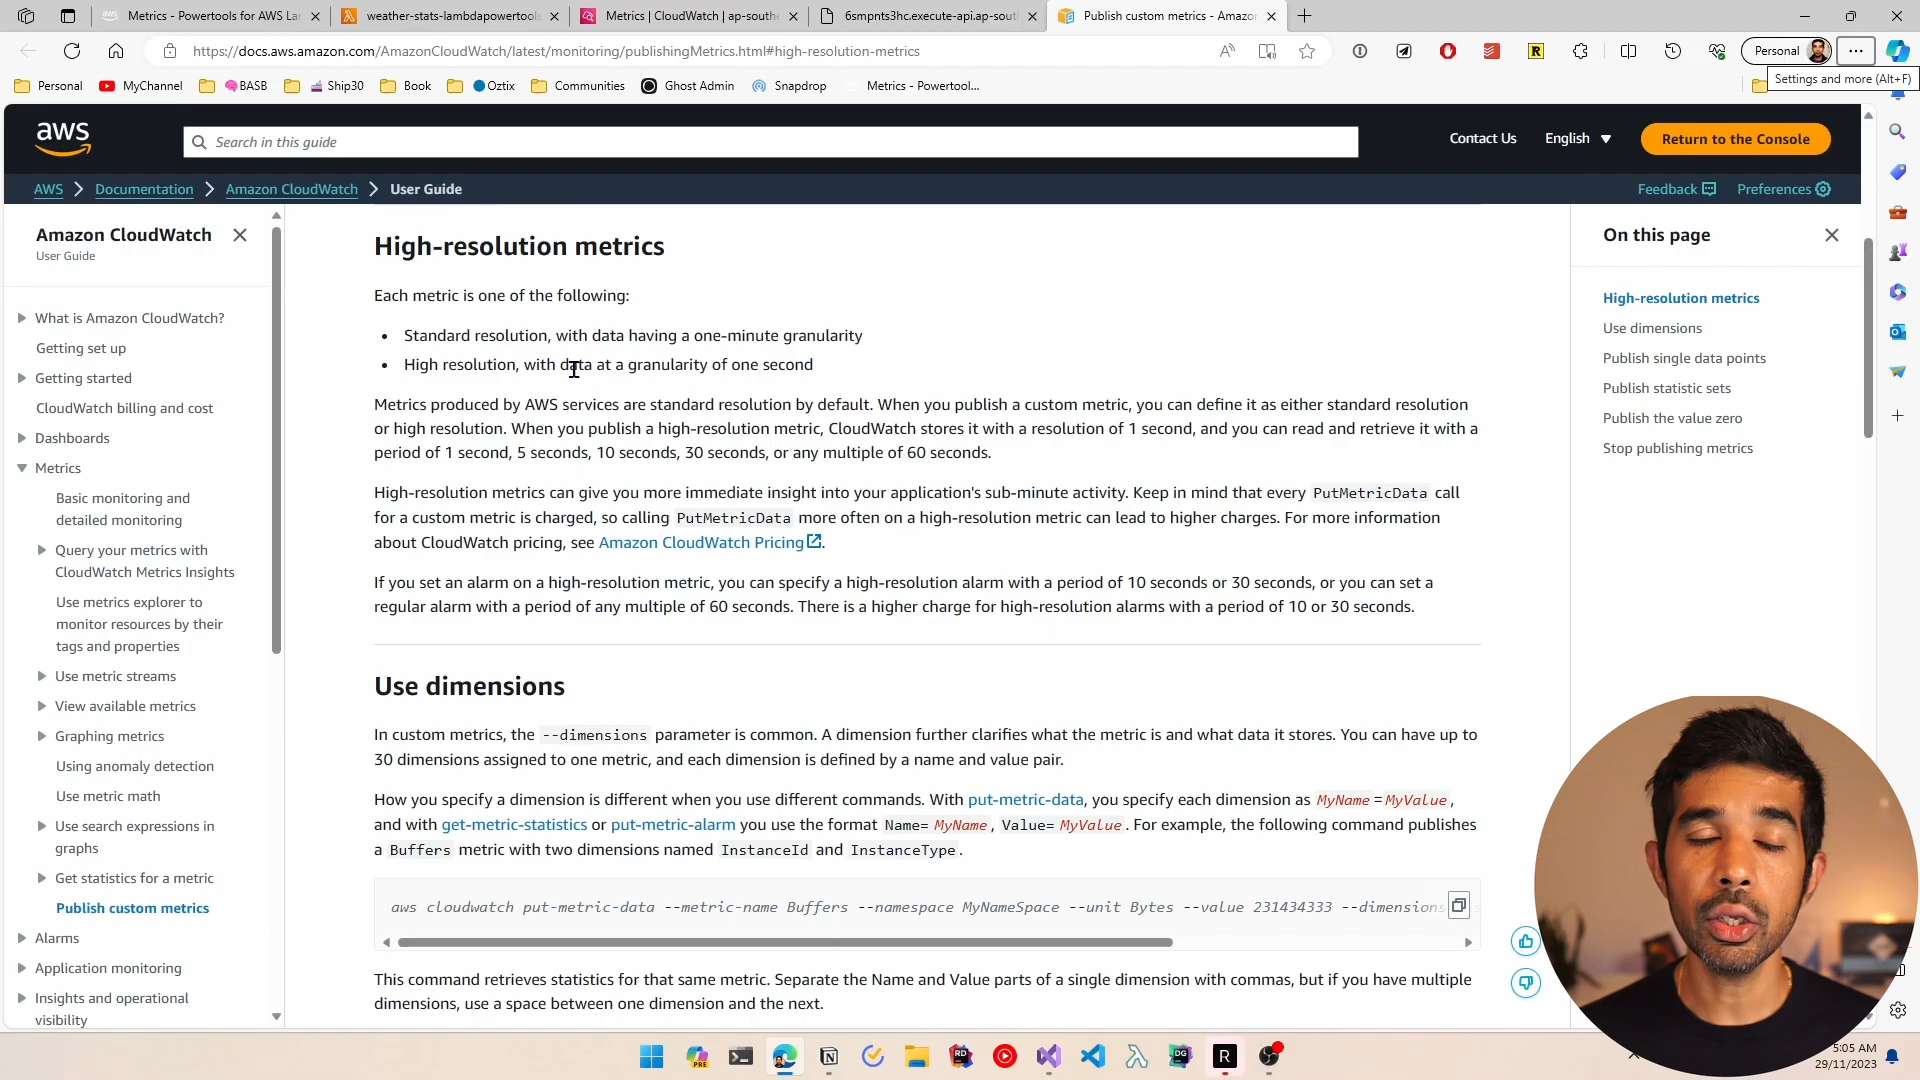 Metrics - Powertools for AWS La
weather-stats-lambdapowertools
Metrics | CloudWatch | ap-south
6smpnts3hc.execute-api.ap-sout
Publish custom metrics - Amazon
https://docs.aws.amazon.com/AmazonCloudWatch/latest/monitoring/publishingMetrics.html#high-resolution-metrics
Personal
Settings and more (Alt+F)
Personal
MyChannel
BASB
Ship30
Book
Oztix
Communities
Ghost Admin
Snapdrop
Metrics - Powertool...
aws
Search in this guide
Contact Us
English
Return to the Console
AWS
Documentation
Amazon CloudWatch
User Guide
Feedback
Preferences
Amazon CloudWatch
User Guide
What is Amazon CloudWatch?
Getting set up
Getting started
CloudWatch billing and cost
Dashboards
Metrics
Basic monitoring and
detailed monitoring
Query your metrics with
CloudWatch Metrics Insights
Use metrics explorer to
monitor resources by their
tags and properties
Use metric streams
View available metrics
Graphing metrics
Using anomaly detection
Use metric math
Use search expressions in
graphs
Get statistics for a metric
Publish custom metrics
Alarms
Application monitoring
Insights and operational
visibility
High-resolution metrics
Each metric is one of the following:
• Standard resolution, with data having a one-minute granularity
• High resolution, with data at a granularity of one second
Metrics produced by AWS services are standard resolution by default. When you publish a custom metric, you can define it as either standard resolution
or high resolution. When you publish a high-resolution metric, CloudWatch stores it with a resolution of 1 second, and you can read and retrieve it with a
period of 1 second, 5 seconds, 10 seconds, 30 seconds, or any multiple of 60 seconds.
High-resolution metrics can give you more immediate insight into your application's sub-minute activity. Keep in mind that every PutMetricData call
for a custom metric is charged, so calling PutMetricData more often on a high-resolution metric can lead to higher charges. For more information
about CloudWatch pricing, see Amazon CloudWatch Pricing.
If you set an alarm on a high-resolution metric, you can specify a high-resolution alarm with a period of 10 seconds or 30 seconds, or you can set a
regular alarm with a period of any multiple of 60 seconds. There is a higher charge for high-resolution alarms with a period of 10 or 30 seconds.
Use dimensions
In custom metrics, the --dimensions parameter is common. A dimension further clarifies what the metric is and what data it stores. You can have up to
30 dimensions assigned to one metric, and each dimension is defined by a name and value pair.
How you specify a dimension is different when you use different commands. With put-metric-data, you specify each dimension as MyName=MyValue,
and with get-metric-statistics or put-metric-alarm you use the format Name= MyName, Value= MyValue. For example, the following command publishes
a Buffers metric with two dimensions named InstanceId and InstanceType.
aws cloudwatch put-metric-data --metric-name Buffers --namespace MyNameSpace --unit Bytes --value 231434333 --dimensions
This command retrieves statistics for that same metric. Separate the Name and Value parts of a single dimension with commas, but if you have multiple
dimensions, use a space between one dimension and the next.
On this page
High-resolution metrics
Use dimensions
Publish single data points
Publish statistic sets
Publish the value zero
Stop publishing metrics
PRE
RD
DG
R
5:05 AM
29/11/2023